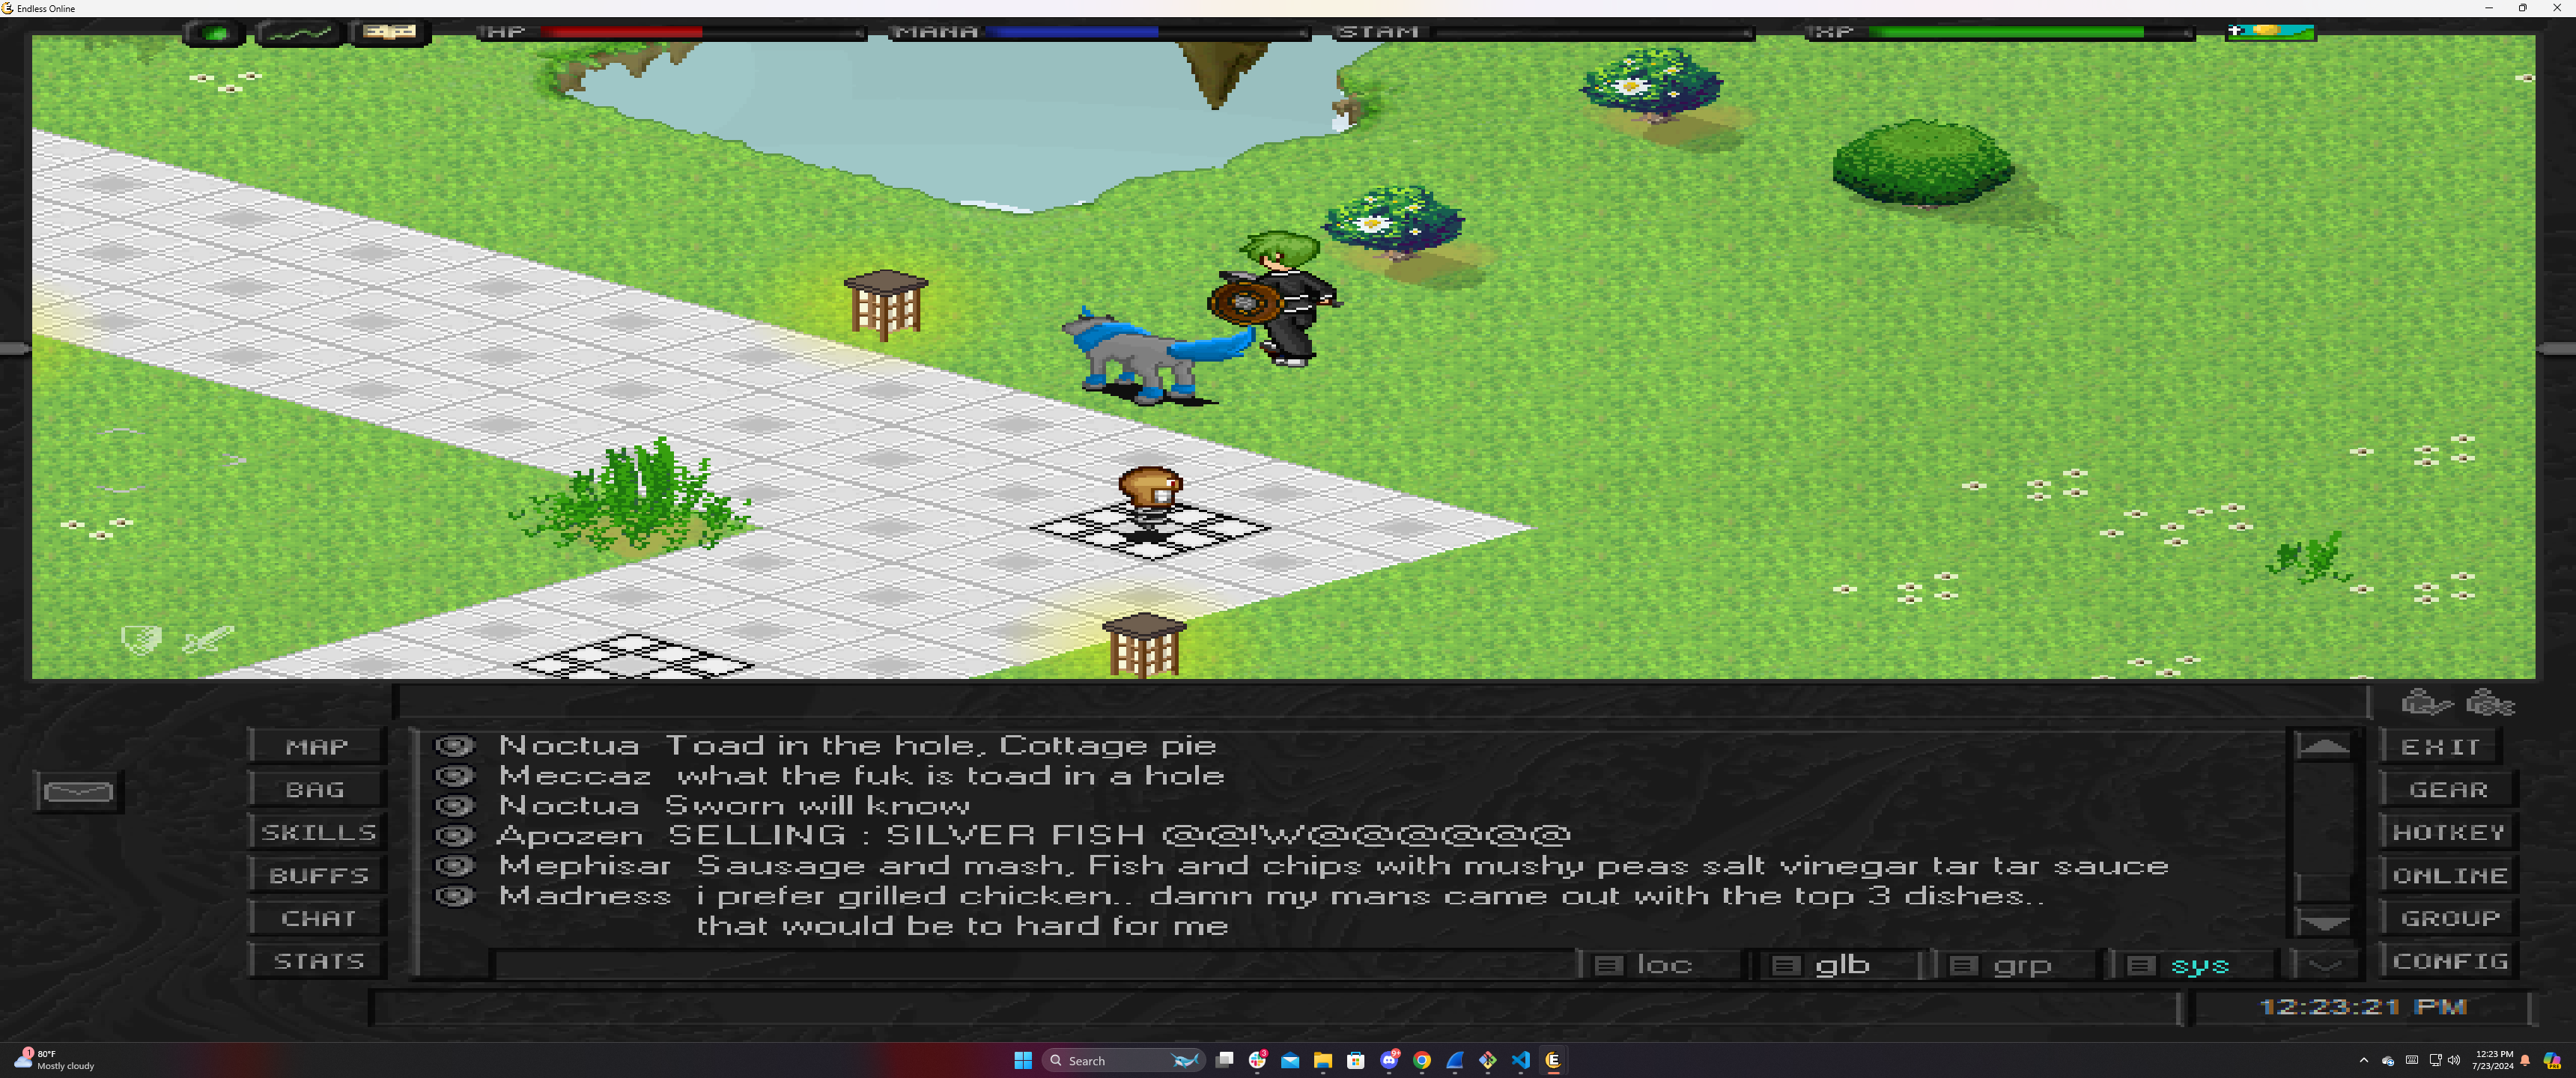 Endless Online
HP
MANA
STAM
XP
MAP
BAG
SKILLS
BUFFS
CHAT
STATS
Noctua Toad in the hole, Cottage pie
Meccaz what the fuk is toad in a hole
Noctua Sworn will know
Apozen SELLING : SILVER FISH @@!W@@@@@@
Mephisar Sausage and mash, Fish and chips with mushy peas salt vinegar tar tar sauce
Madness i prefer grilled chicken.. damn my mans came out with the top 3 dishes..
that would be to hard for me
loc
glb
grp
sys
EXIT
GEAR
HOTKEY
ONLINE
GROUP
CONFIG
12:23:21 PM
1
80°F
Mostly cloudy
Search
3
9+
12:23 PM
7/23/2024